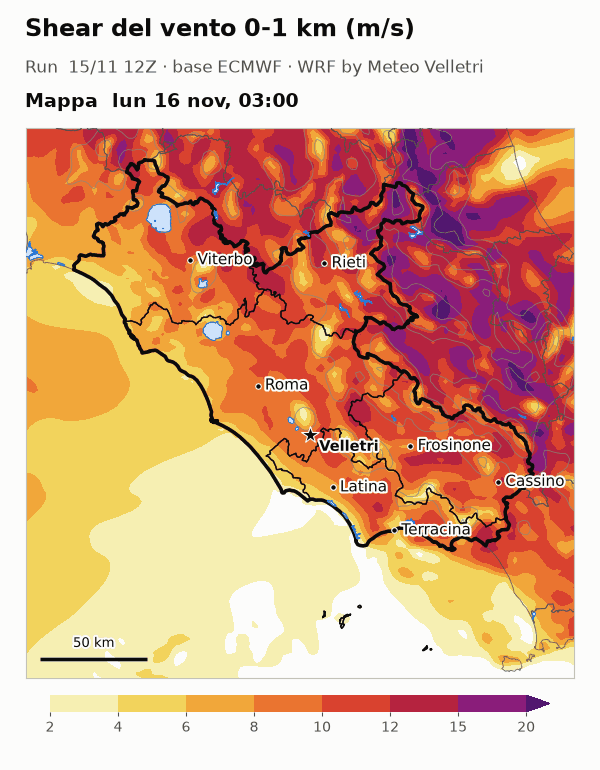 Shear del vento 0-1 km (m/s)
Run  15/11 12Z · base ECMWF · WRF by Meteo Velletri
Mappa  lun 16 nov, 03:00
Viterbo
Rieti
Roma
Velletri
Frosinone
Latina
Cassino
Terracina
50 km
2 4 6 8 10 12 15 20